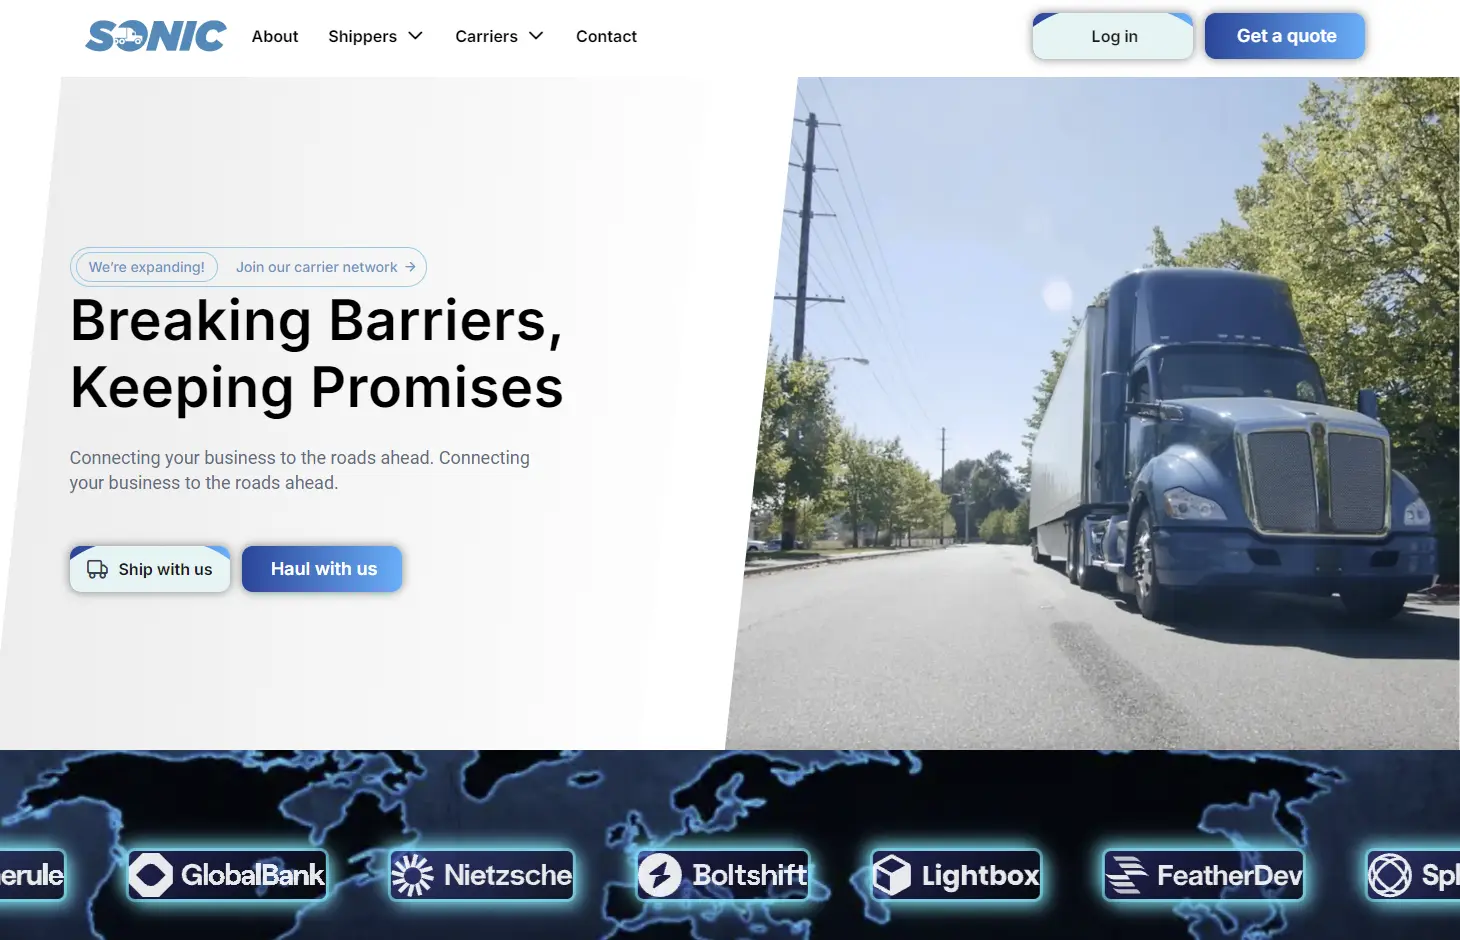 SONIC
About
Shippers
Carriers
Contact
Log in
Get a quote
We're expanding!
Join our carrier network →
Breaking Barriers,
Keeping Promises
Connecting your business to the roads ahead. Connecting
your business to the roads ahead.
Ship with us
Haul with us
erule
GlobalBank
Nietzsche
Boltshift
Lightbox
FeatherDev
Spl